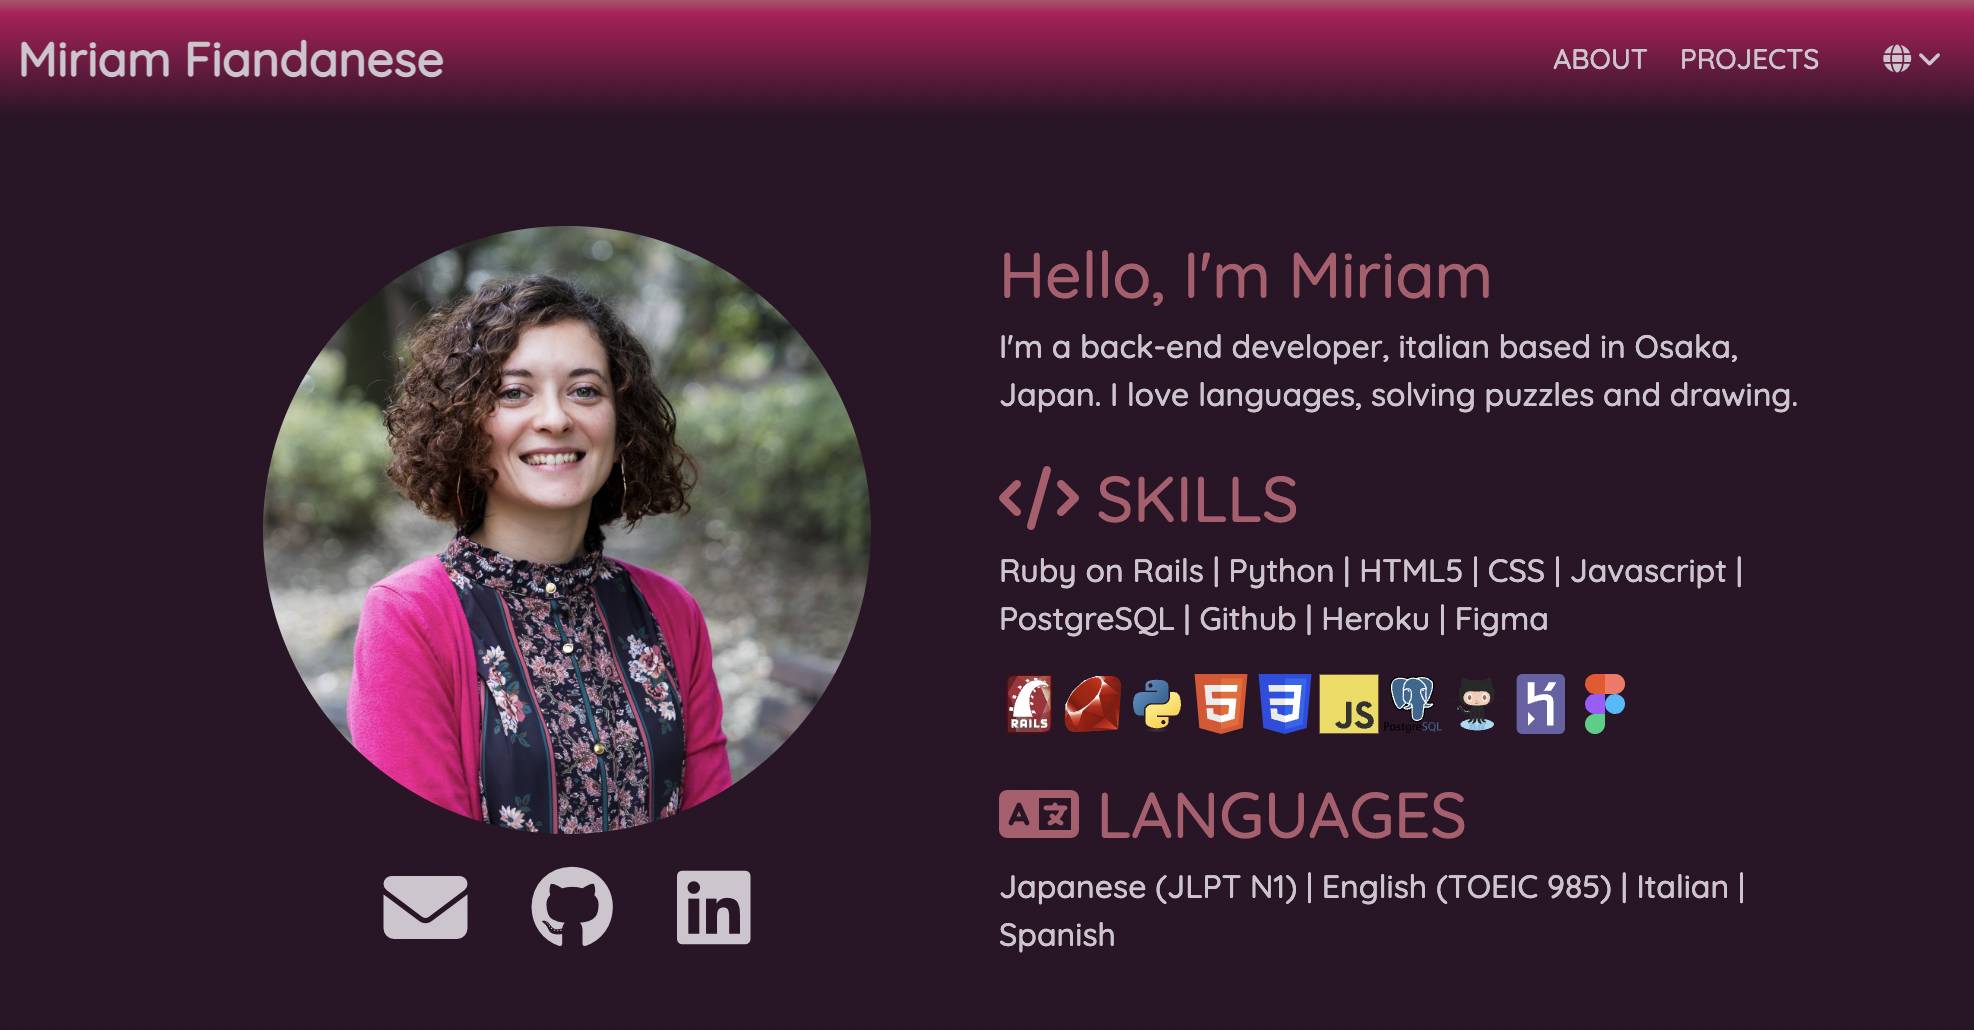 Miriam Fiandanese
ABOUT PROJECTS
Hello, I'm Miriam
I'm a back-end developer, italian based in Osaka,
Japan. I love languages, solving puzzles and drawing.
</> SKILLS
Ruby on Rails | Python | HTML5 | CSS | Javascript |
PostgreSQL | Github | Heroku | Figma
RAILS 5 3 JS PostgreSQL
A文 LANGUAGES
Japanese (JLPT N1) | English (TOEIC 985) | Italian |
Spanish
in